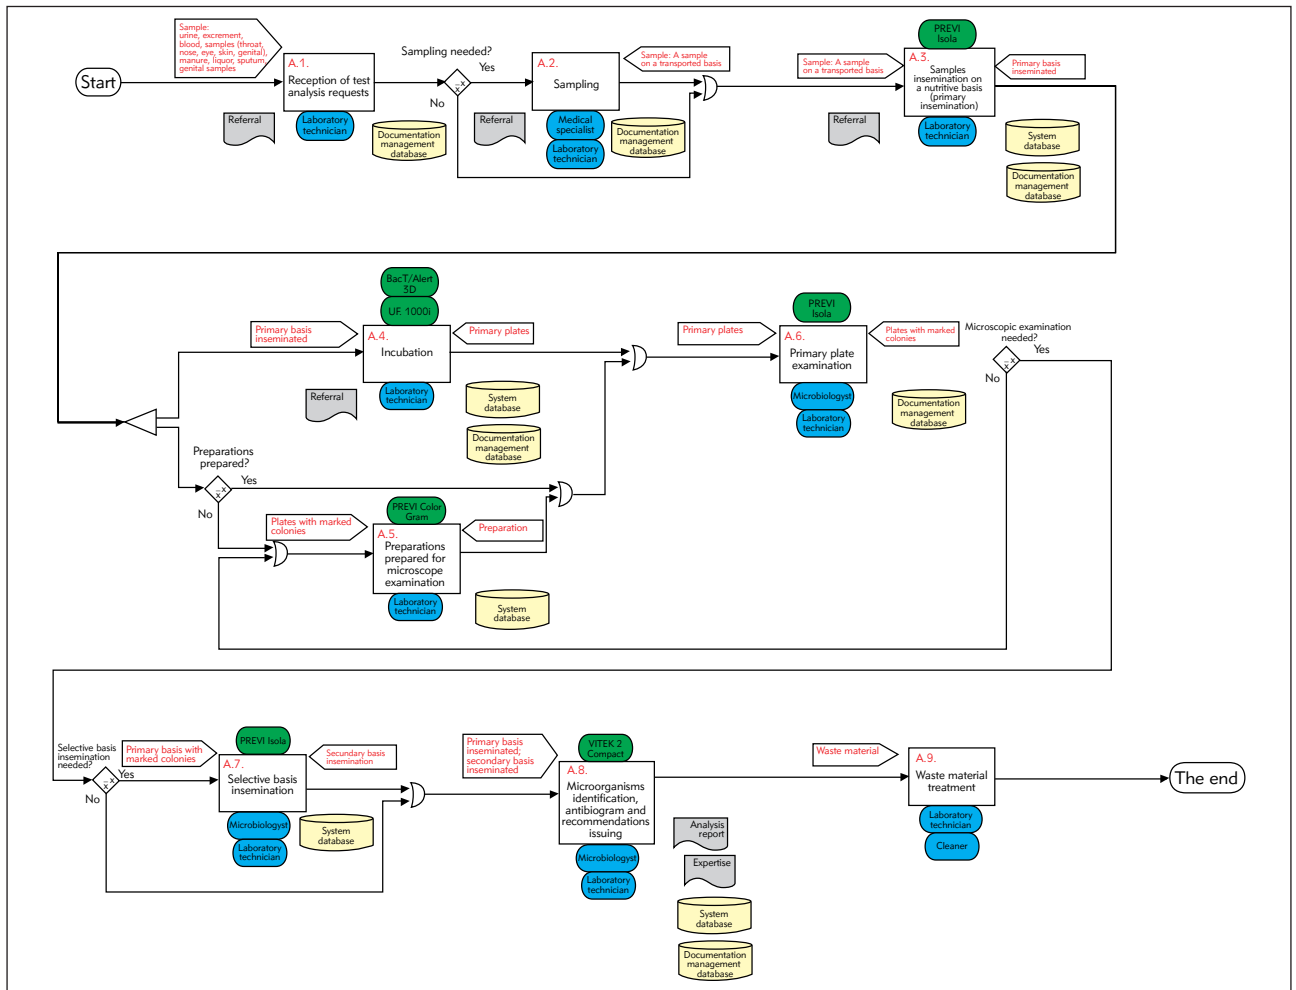 Sample:
urine, excrement,
blood, samples (throat,
nose, eye, skin, genital),
manure, liquor, sputum,
genital samples
Start
A.1.
Reception of test
analysis requests
Laboratory
technician
Referral
Documentation
management
database
Sampling needed?
Yes
No
A.2.
Sampling
Sample: A sample
on a transported basis
Medical
specialist
Laboratory
technician
Referral
Documentation
management
database
PREVI
Isola
Sample: A sample
on a transported basis
A.3.
Samples
insemination on
a nutritive basis
(primary
insemination)
Primary basis
inseminated
Laboratory
technician
Referral
System
database
Documentation
management
database
BacT/Alert
3D
UF. 1000i
Primary basis
inseminated
A.4.
Incubation
Primary plates
Laboratory
technician
Referral
System
database
Documentation
management
database
Primary plates
PREVI
Isola
A.6.
Primary plate
examination
Plates with marked
colonies
Microbiologyst
Laboratory
technician
Documentation
management
database
Microscopic examination
needed?
Yes
No
Preparations
prepared?
Yes
No
Plates with marked
colonies
PREVI Color
Gram
A.5.
Preparations
prepared for
microscope
examination
Preparation
Laboratory
technician
System
database
Selective basis
insemination
needed?
Yes
No
Primary basis with
marked colonies
PREVI Isola
A.7.
Selective basis
insemination
Secundary basis
insemination
Microbiologyst
Laboratory
technician
System
database
Primary basis
inseminated;
secondary basis
inseminated
VITEK 2
Compact
A.8.
Microorganisms
identification,
antibiogram and
recommendations
issuing
Microbiologyst
Laboratory
technician
Analysis
report
Expertise
System
database
Documentation
management
database
Waste material
A.9.
Waste material
treatment
Laboratory
technician
Cleaner
The end